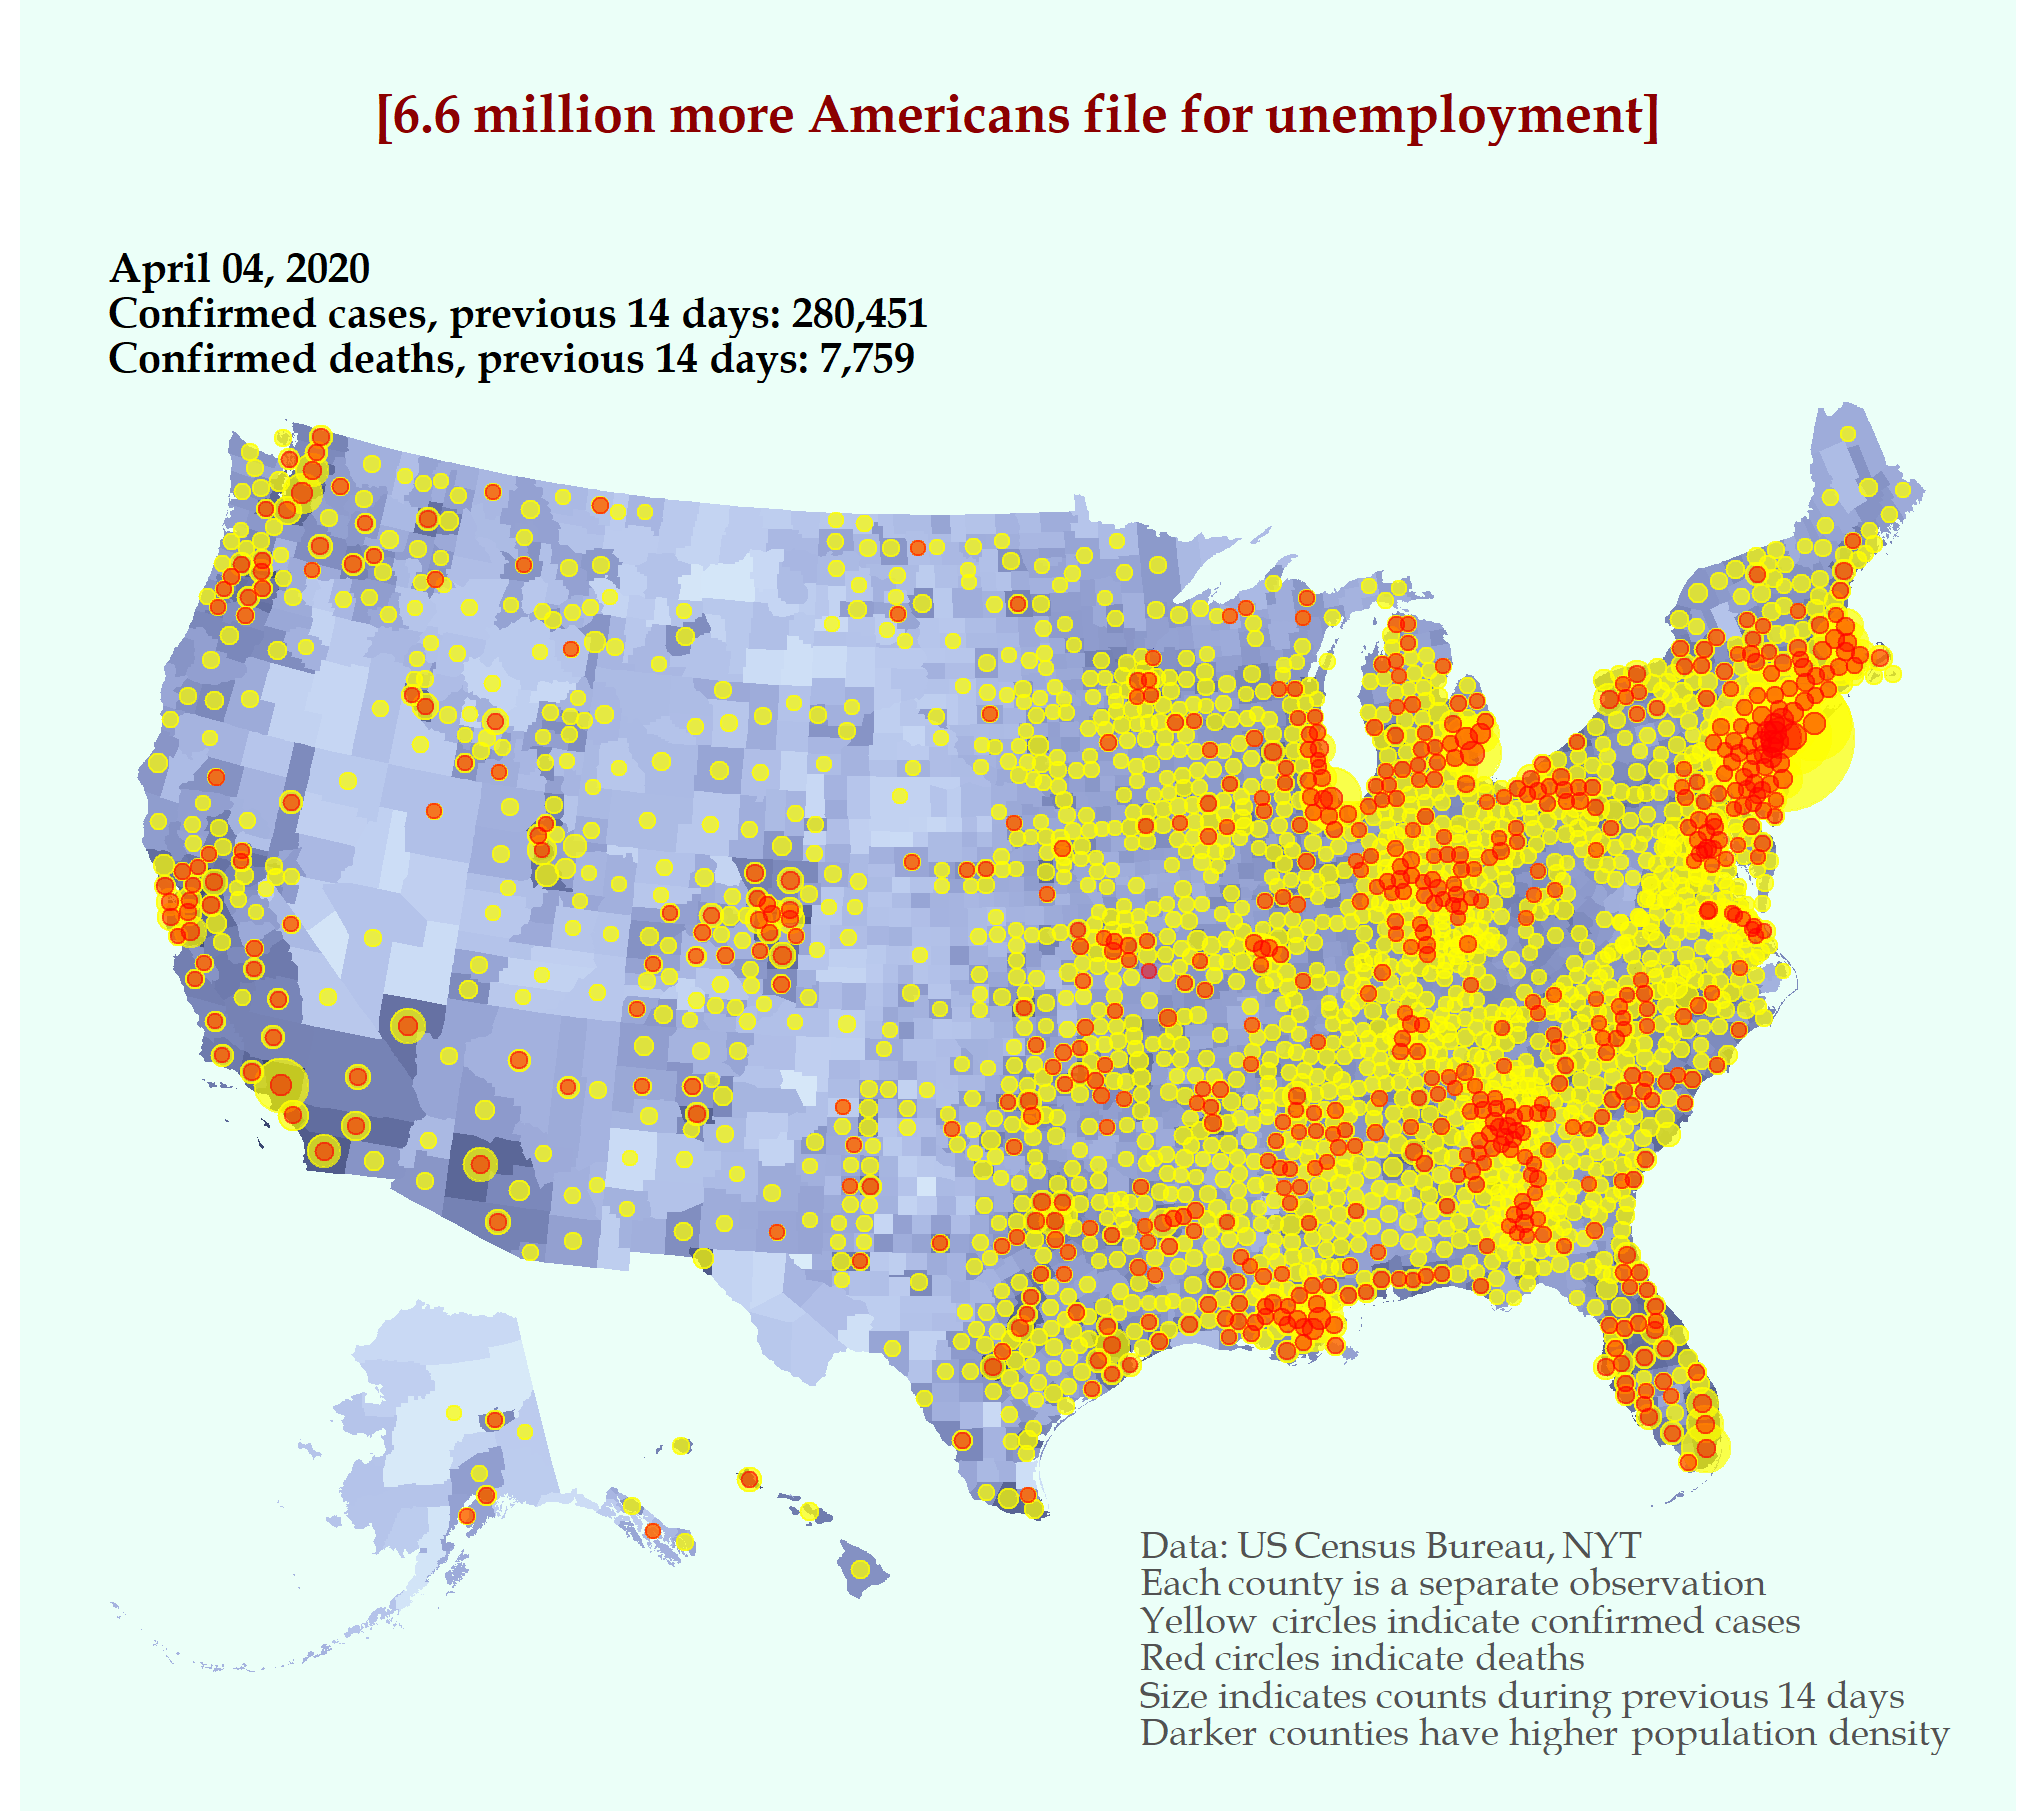 [6.6 million more Americans file for unemployment]
April 04, 2020
Confirmed cases, previous 14 days: 280,451
Confirmed deaths, previous 14 days: 7,759
Data: US Census Bureau, NYT
Each county is a separate observation
Yellow circles indicate confirmed cases
Red circles indicate deaths
Size indicates counts during previous 14 days
Darker counties have higher population density